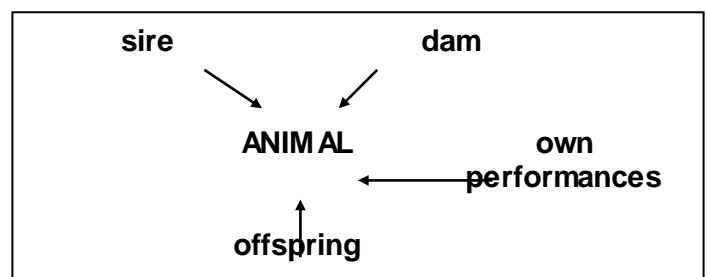 sire
dam
ANIMAL
own
performances
offspring